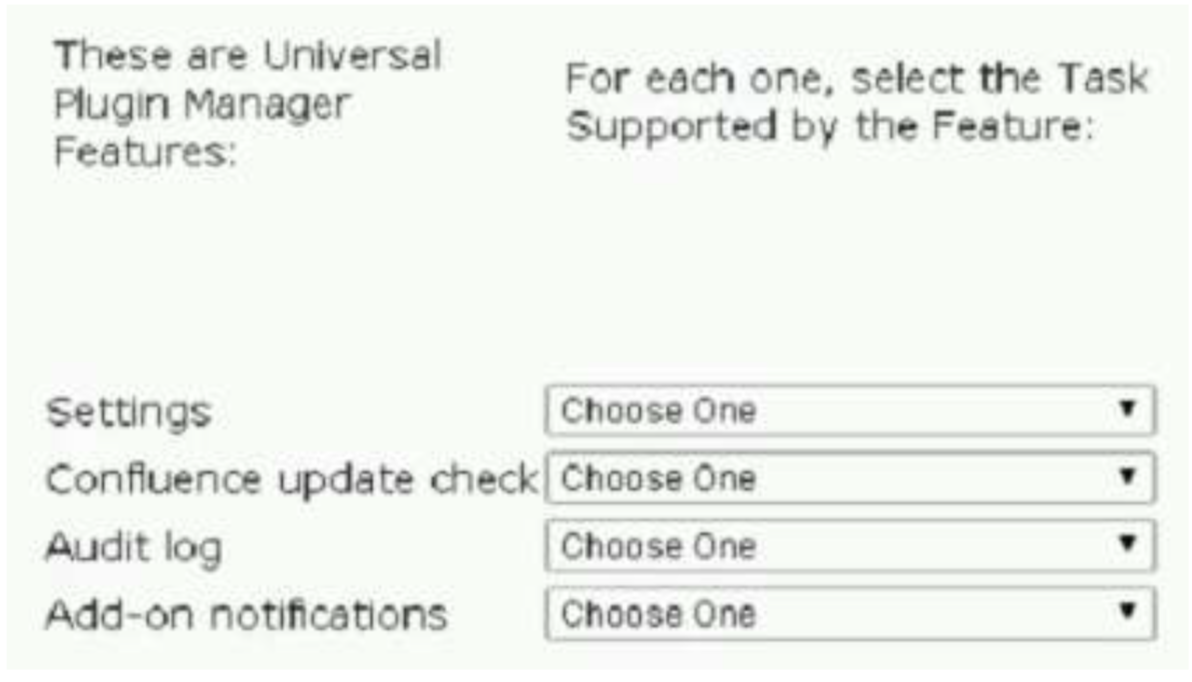 These are Universal
Plugin Manager
Features:
For each one, select the Task
Supported by the Feature:
Settings Choose One
Confluence update check Choose One
Audit log Choose One
Add-on notifications Choose One